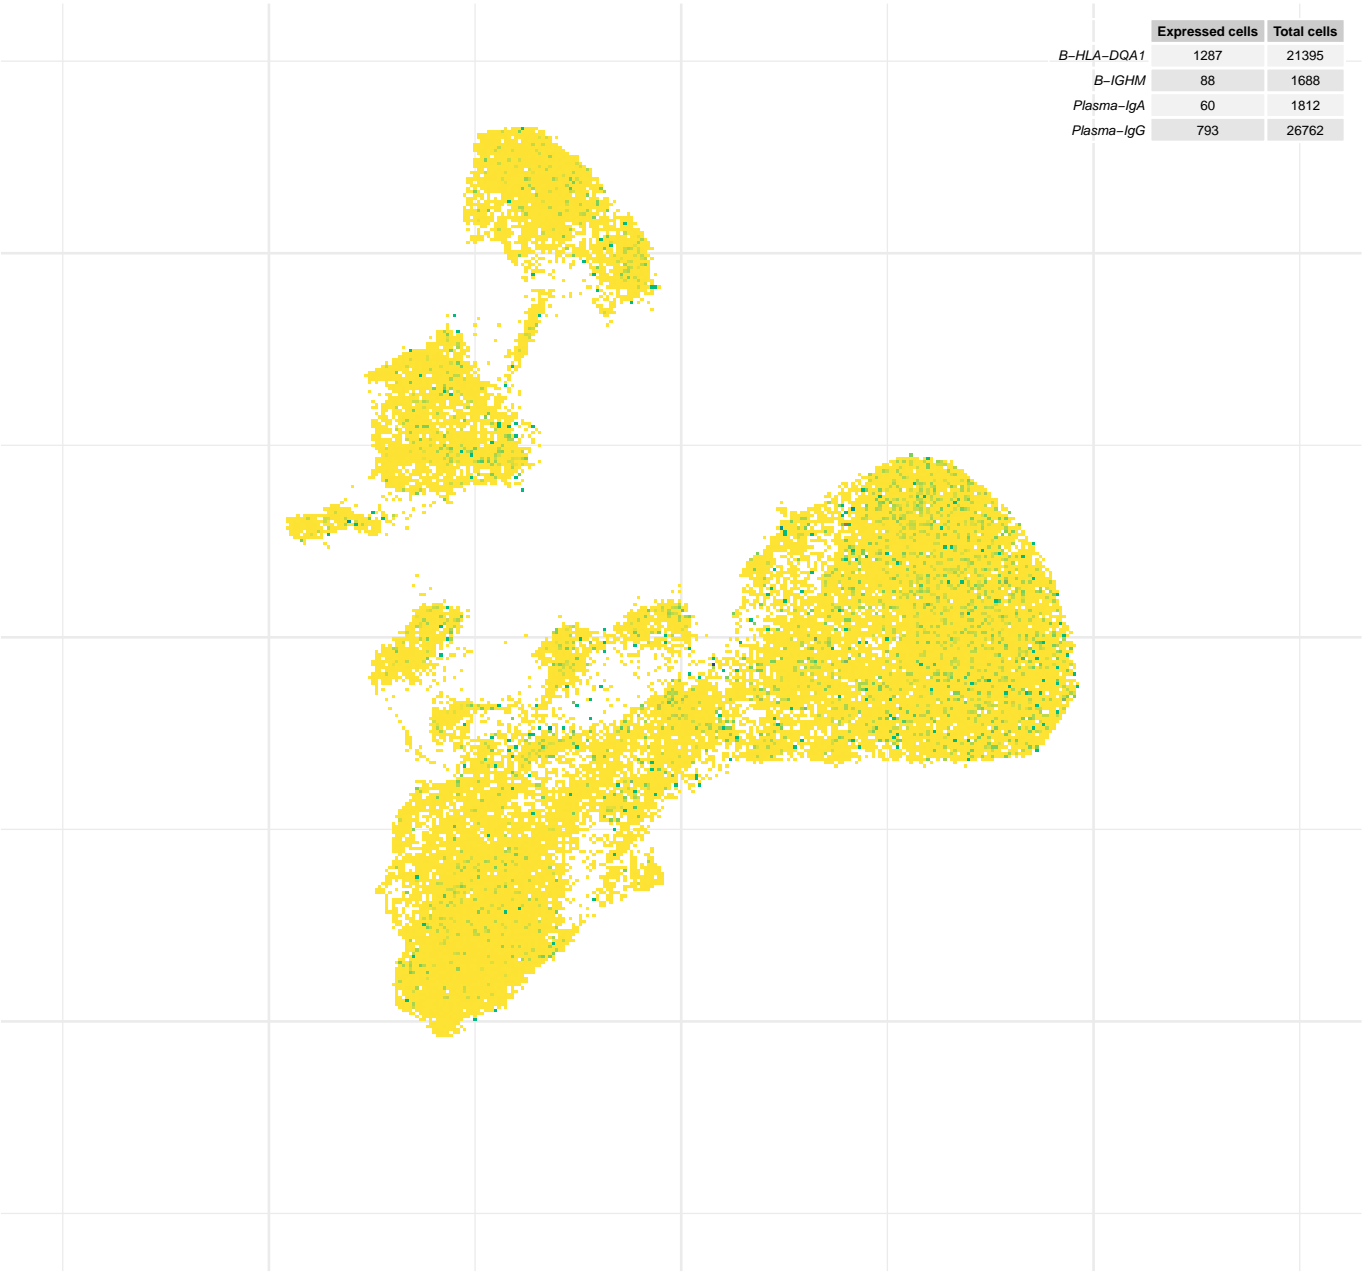 Expressed cells Total cells
B−HLA−DQA1 1287 21395
B−IGHM 88 1688
Plasma−IgA 60 1812
Plasma−IgG 793 26762